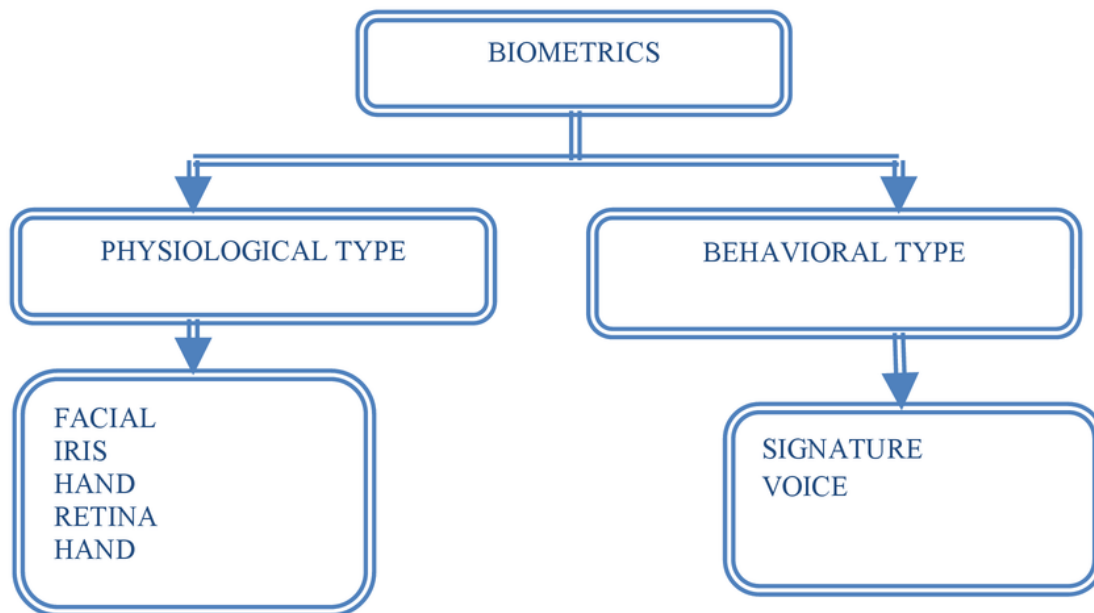 BIOMETRICS
PHYSIOLOGICAL TYPE
BEHAVIORAL TYPE
FACIAL
IRIS
HAND
RETINA
HAND
SIGNATURE
VOICE